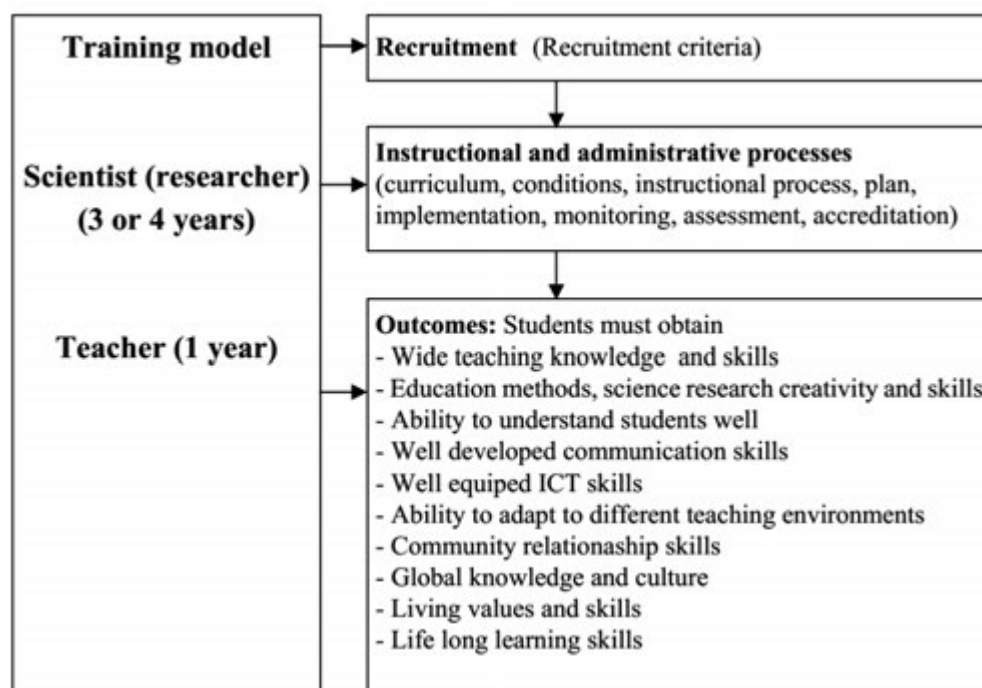 Training model
Scientist (researcher)
(3 or 4 years)
Teacher (1 year)
Recruitment (Recruitment criteria)
Instructional and administrative processes
(curriculum, conditions, instructional process, plan,
implementation, monitoring, assessment, accreditation)
Outcomes: Students must obtain
- Wide teaching knowledge and skills
- Education methods, science research creativity and skills
- Ability to understand students well
- Well developed communication skills
- Well equiped ICT skills
- Ability to adapt to different teaching environments
- Community relationaship skills
- Global knowledge and culture
- Living values and skills
- Life long learning skills